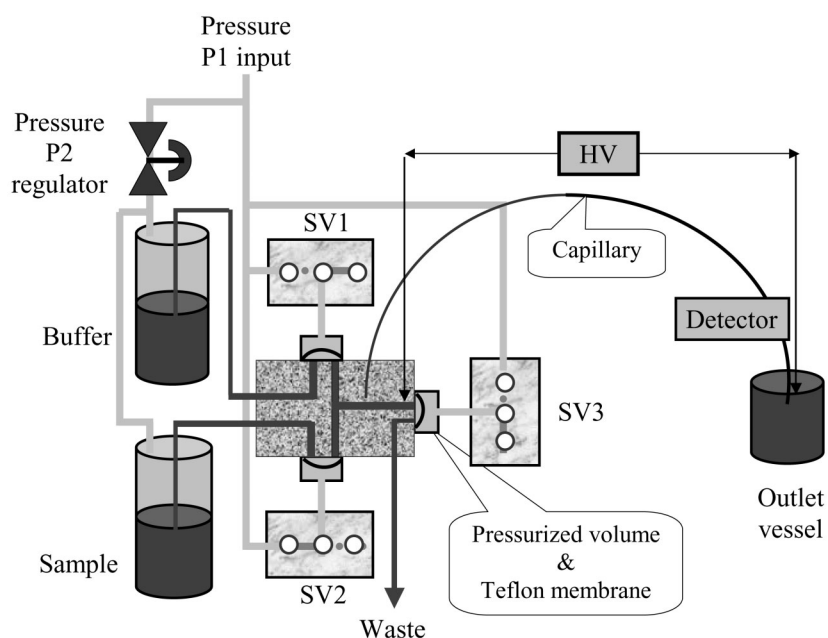 Pressure
P1 input
Pressure
P2
regulator
HV
SV1
Capillary
Buffer
Detector
SV3
Outlet
vessel
Pressurized volume
&
Teflon membrane
Sample
SV2
Waste